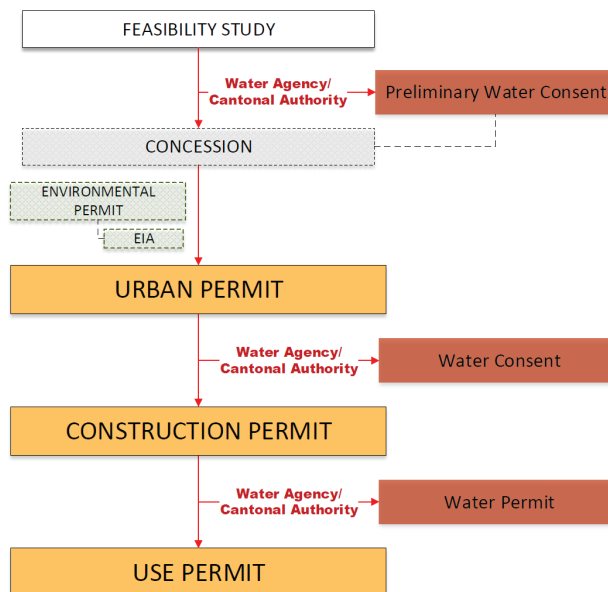 FEASIBILITY STUDY
Water Agency/
Cantonal Authority
Preliminary Water Consent
CONCESSION
ENVIRONMENTAL
PERMIT
EIA
URBAN PERMIT
Water Agency/
Cantonal Authority
Water Consent
CONSTRUCTION PERMIT
Water Agency/
Cantonal Authority
Water Permit
USE PERMIT